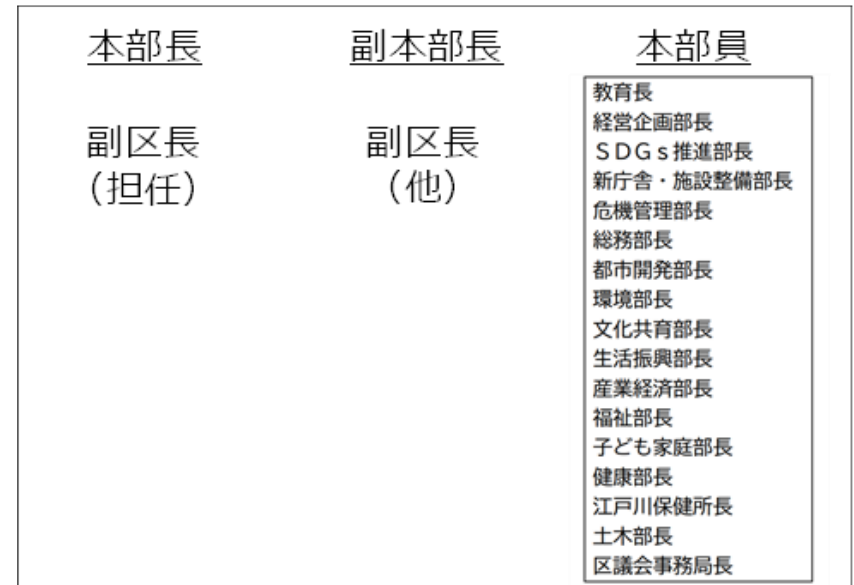 本部長
副区長
（担任）
副本部長
副区長
（他）
本部員
教育長
経営企画部長
ＳＤＧｓ推進部長
新庁舎・施設整備部長
危機管理部長
総務部長
都市開発部長
環境部長
文化共育部長
生活振興部長
産業経済部長
福祉部長
子ども家庭部長
健康部長
江戸川保健所長
土木部長
区議会事務局長